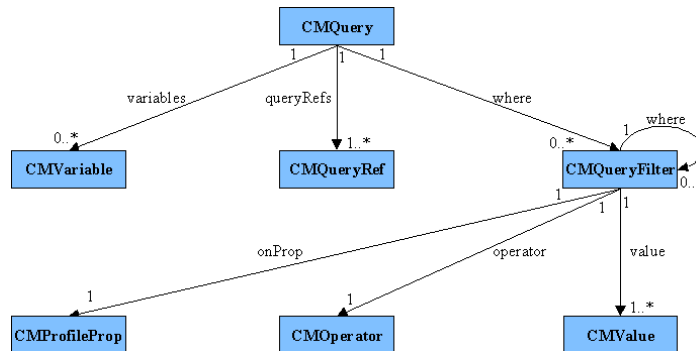 CMQuery
1 1 1
variables queryRefs where where
0..* 1..* 0..* 1
CMVariable CMQueryRef CMQueryFilter 0..
1 1 1
onProp operator value
1 1 1..*
CMProfileProp CMOperator CMValue